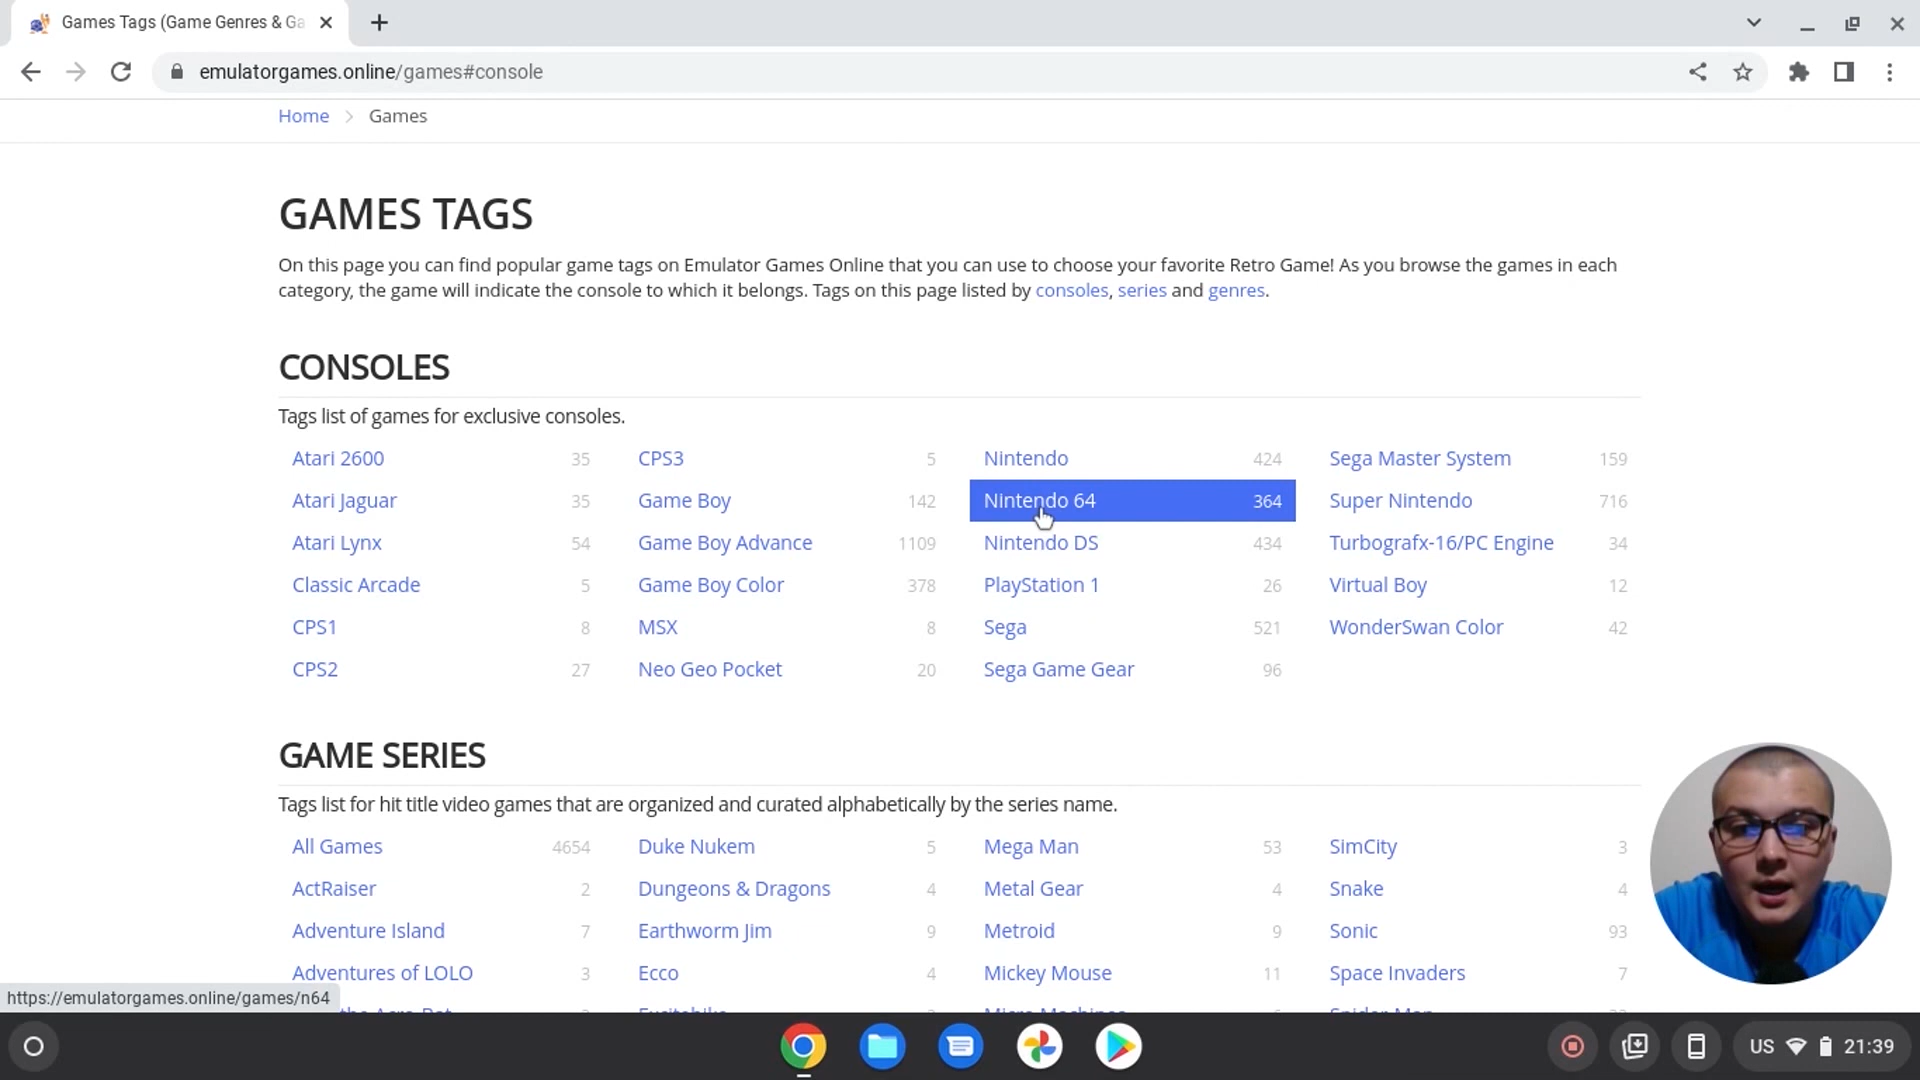 Games Tags (Game Genres & Ga
emulatorgames.online/games#console
Home > Games
GAMES TAGS
On this page you can find popular game tags on Emulator Games Online that you can use to choose your favorite Retro Game! As you browse the games in each
category, the game will indicate the console to which it belongs. Tags on this page listed by consoles, series and genres.
CONSOLES
Tags list of games for exclusive consoles.
Atari 2600 35 CPS3 5 Nintendo 424 Sega Master System 159
Atari Jaguar 35 Game Boy 142 Nintendo 64 364 Super Nintendo 716
Atari Lynx 54 Game Boy Advance 1109 Nintendo DS 434 Turbografx-16/PC Engine 34
Classic Arcade 5 Game Boy Color 378 PlayStation 1 26 Virtual Boy 12
CPS1 8 MSX 8 Sega 521 WonderSwan Color 42
CPS2 27 Neo Geo Pocket 20 Sega Game Gear 96
GAME SERIES
Tags list for hit title video games that are organized and curated alphabetically by the series name.
All Games 4654 Duke Nukem 5 Mega Man 53 SimCity 3
ActRaiser 2 Dungeons & Dragons 4 Metal Gear 4 Snake 4
Adventure Island 7 Earthworm Jim 9 Metroid 9 Sonic 93
Adventures of LOLO 3 Ecco 4 Mickey Mouse 11 Space Invaders 7
https://emulatorgames.online/games/n64
US 21:39